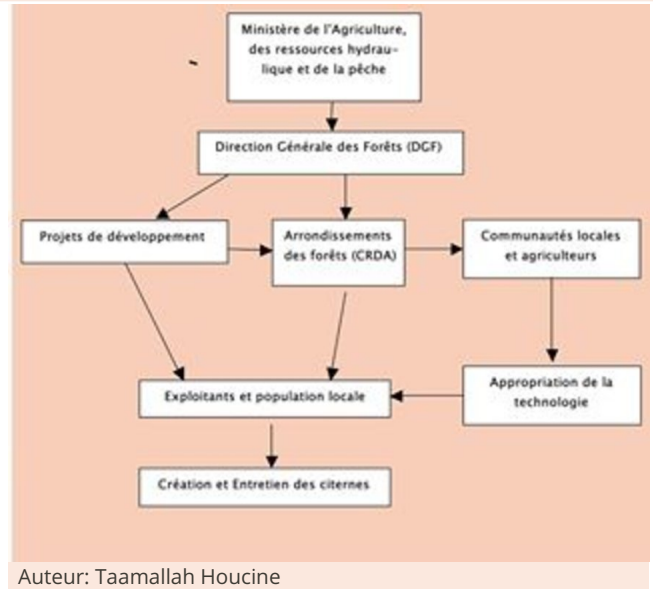 Ministère de l'Agriculture,
des ressources hydrau-
lique et de la pêche
Direction Générale des Forêts (DGF)
Projets de développement
Arrondissements
des forêts (CRDA)
Communautés locales
et agriculteurs
Exploitants et population locale
Appropriation de la
technologie
Création et Entretien des citernes
Auteur: Taamallah Houcine